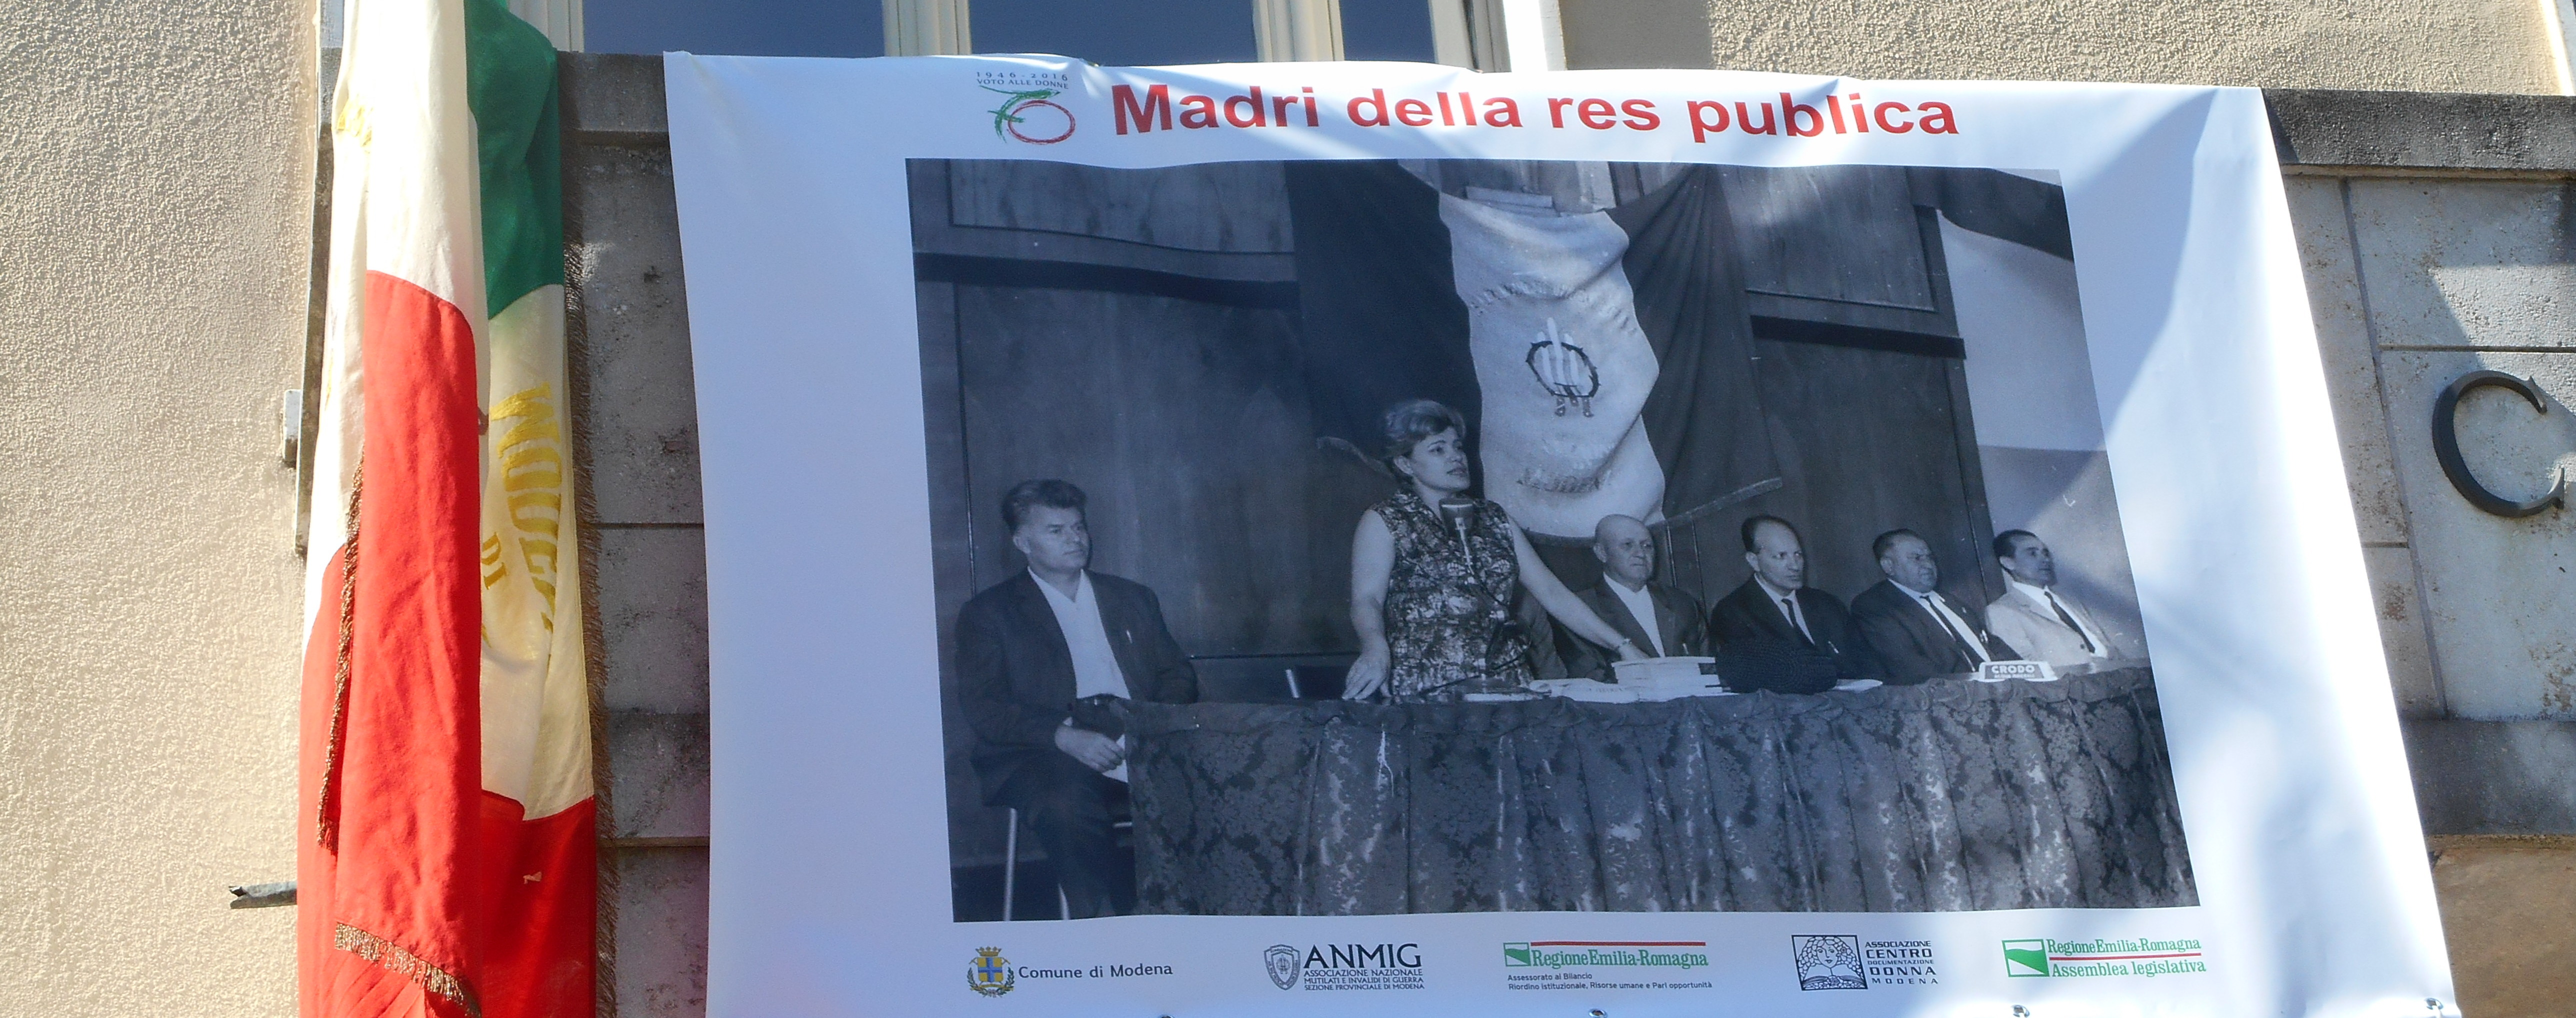 1946-2016
VOTO ALLE DONNE
70
Madri della res publica
MODENA
DI
C
CRODO
Comune di Modena
ANMIG
ASSOCIAZIONE NAZIONALE
MUTILATI E INVALIDI DI GUERRA
SEZIONE PROVINCIALE DI MODENA
RegioneEmilia-Romagna
Assessorato al Bilancio
Riordino istituzionale, Risorse umane e Pari opportunità
ASSOCIAZIONE
CENTRO
DOCUMENTAZIONE
DONNA
MODENA
RegioneEmilia-Romagna
Assemblea legislativa